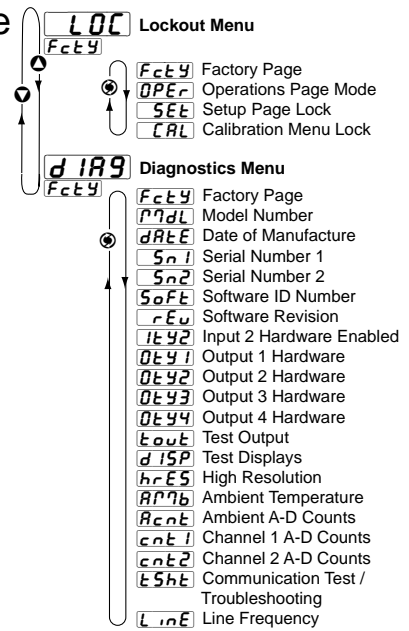 e
LOC Lockout Menu
Fcty
Fcty Factory Page
OPEr Operations Page Mode
SEt Setup Page Lock
CAL Calibration Menu Lock
dIAg Diagnostics Menu
Fcty
Fcty Factory Page
MdL Model Number
dAtE Date of Manufacture
Sn1 Serial Number 1
Sn2 Serial Number 2
SoFt Software ID Number
rEv Software Revision
Ity2 Input 2 Hardware Enabled
Oty1 Output 1 Hardware
Oty2 Output 2 Hardware
Oty3 Output 3 Hardware
Oty4 Output 4 Hardware
tout Test Output
dISP Test Displays
hrES High Resolution
AMb Ambient Temperature
Acnt Ambient A-D Counts
cnt1 Channel 1 A-D Counts
cnt2 Channel 2 A-D Counts
tSht Communication Test /
Troubleshooting
LinE Line Frequency